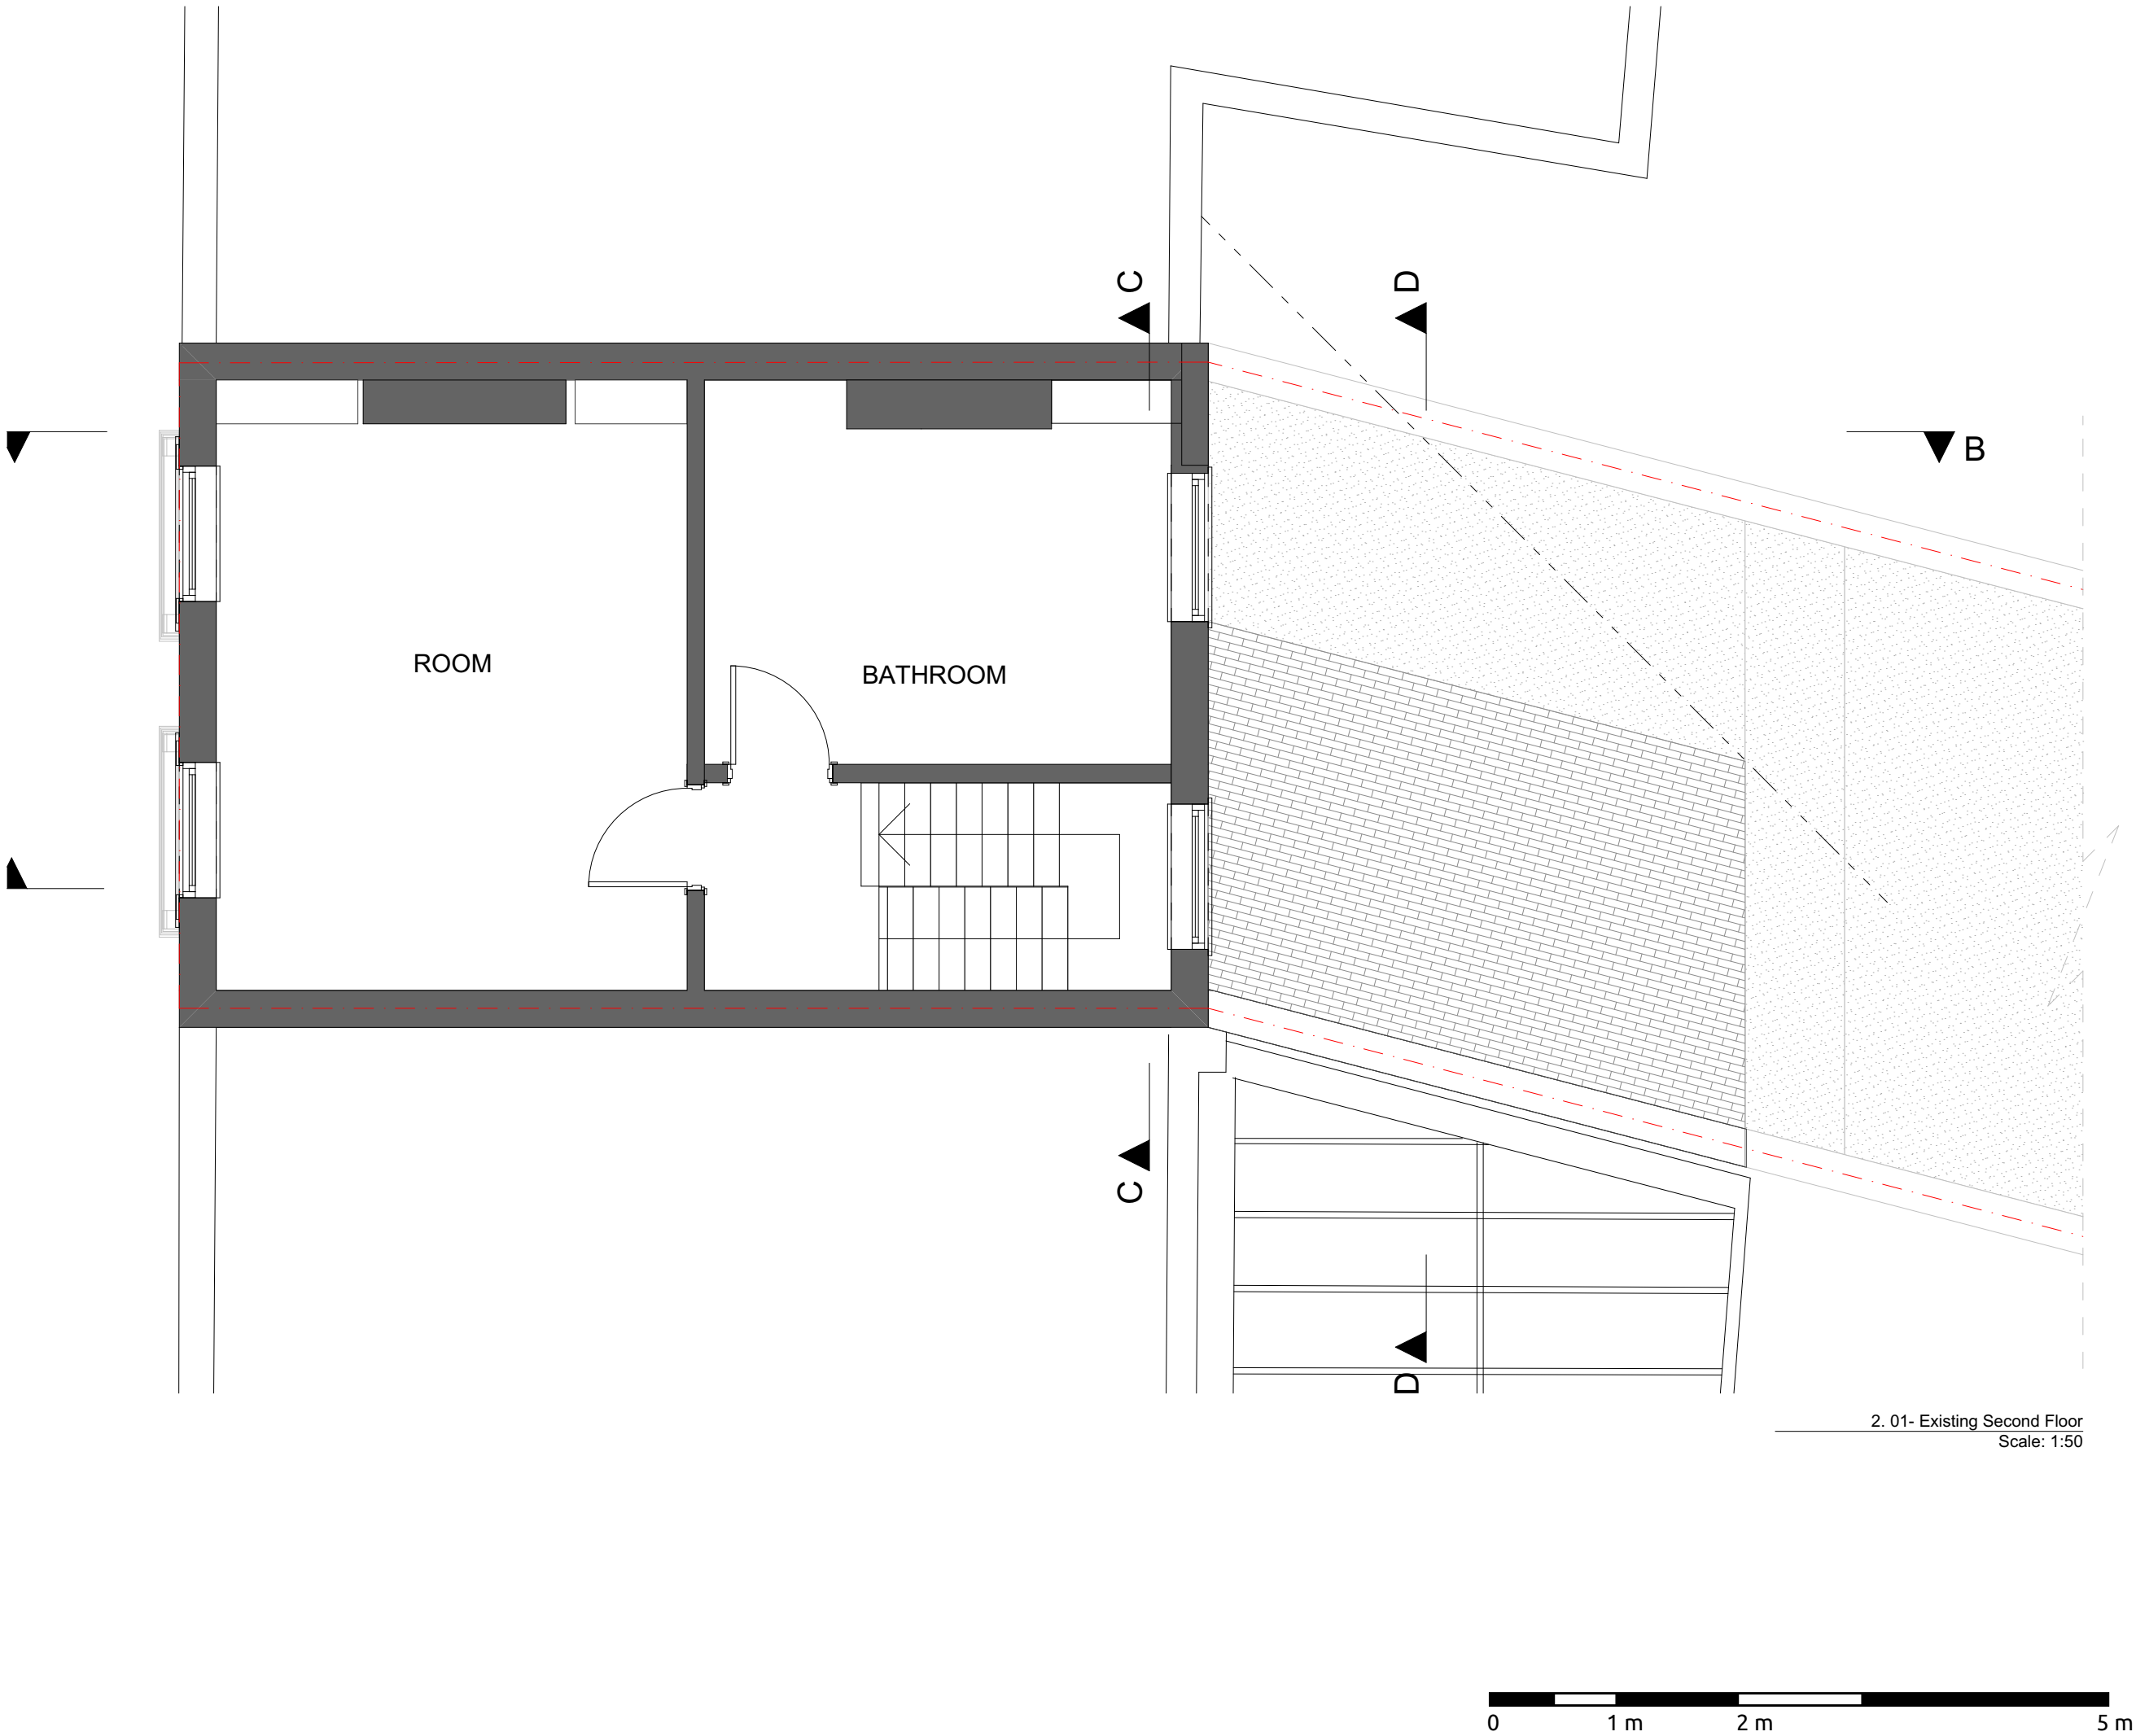 C
D
B
ROOM
BATHROOM
C
D
2. 01- Existing Second Floor
Scale: 1:50
0 1 m 2 m 5 m